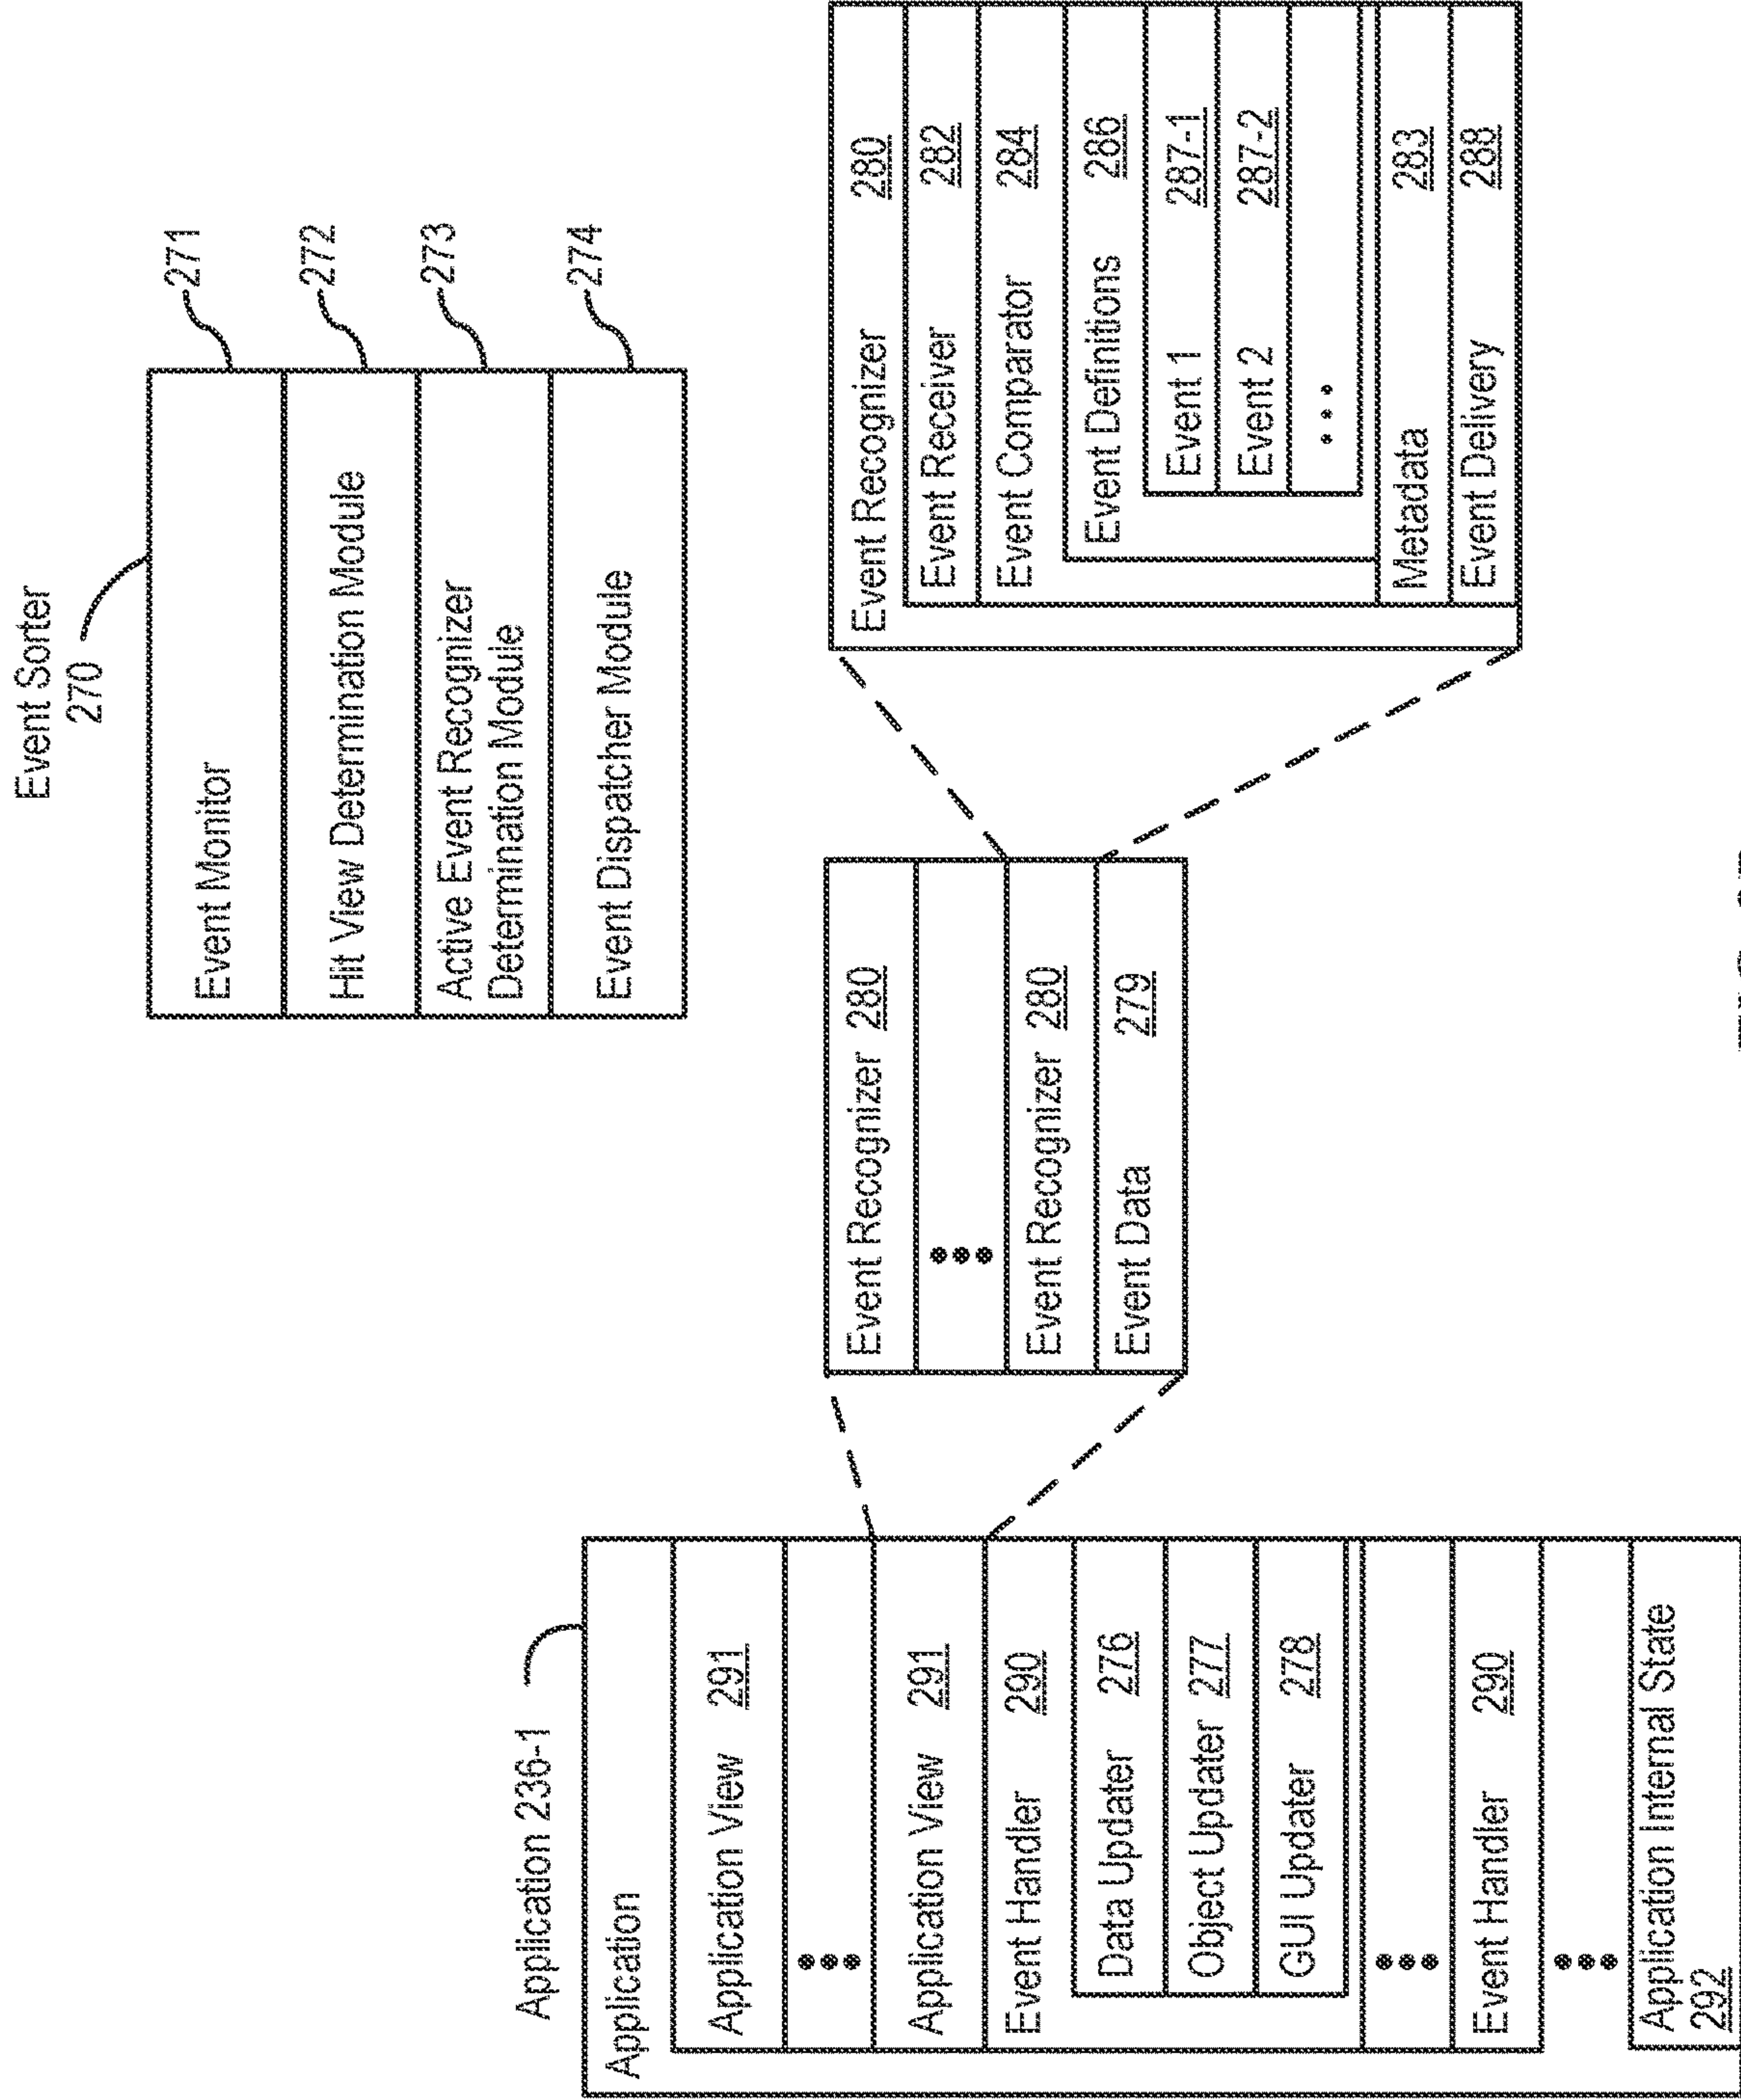 Event Sorter
270
Event Monitor
271
Hit View Determination Module
272
Active Event Recognizer
Determination Module
273
Event Dispatcher Module
274
Application 236-1
Application
Application View 291
Application View 291
Event Handler 290
Data Updater 276
Object Updater 277
GUI Updater 278
Event Handler 290
Application Internal State
292
Event Recognizer 280
Event Recognizer 280
Event Data 279
Event Recognizer 280
Event Receiver 282
Event Comparator 284
Event Definitions 286
Event 1 287-1
Event 2 287-2
Metadata 283
Event Delivery 288